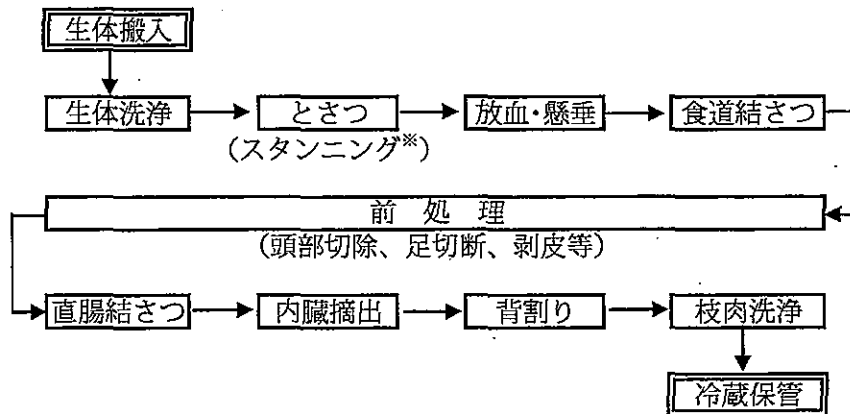 生体搬入
生体洗浄 とさつ 放血・懸垂 食道結さつ
(スタンニング※)
前 処 理
(頭部切除、足切断、剥皮等)
直腸結さつ 内臓摘出 背割り 枝肉洗浄
冷蔵保管